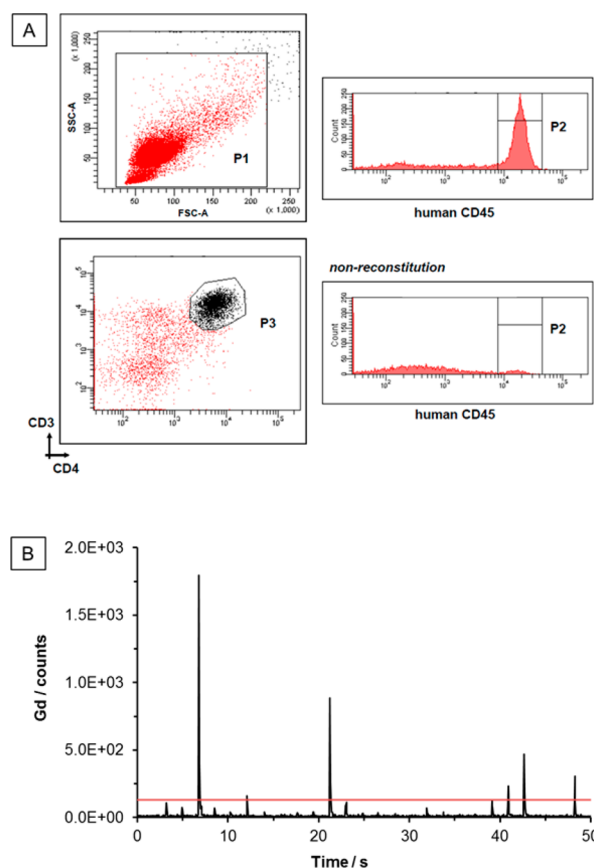 A
SSC-A
(x 1,000)
50 100 150 200 250
P1
50 100 150 200 250
FSC-A
(x 1,000)
Count
0 50 100 150 200 250
P2
10² 10³ 10⁴ 10⁵
human CD45
10² 10³ 10⁴ 10⁵
P3
10² 10³ 10⁴ 10⁵
CD3
CD4
non-reconstitution
Count
0 50 100 150 200 250
P2
10² 10³ 10⁴ 10⁵
human CD45
B
Gd / counts
2.0E+03
1.5E+03
1.0E+03
5.0E+02
0.0E+00
0 10 20 30 40 50
Time / s